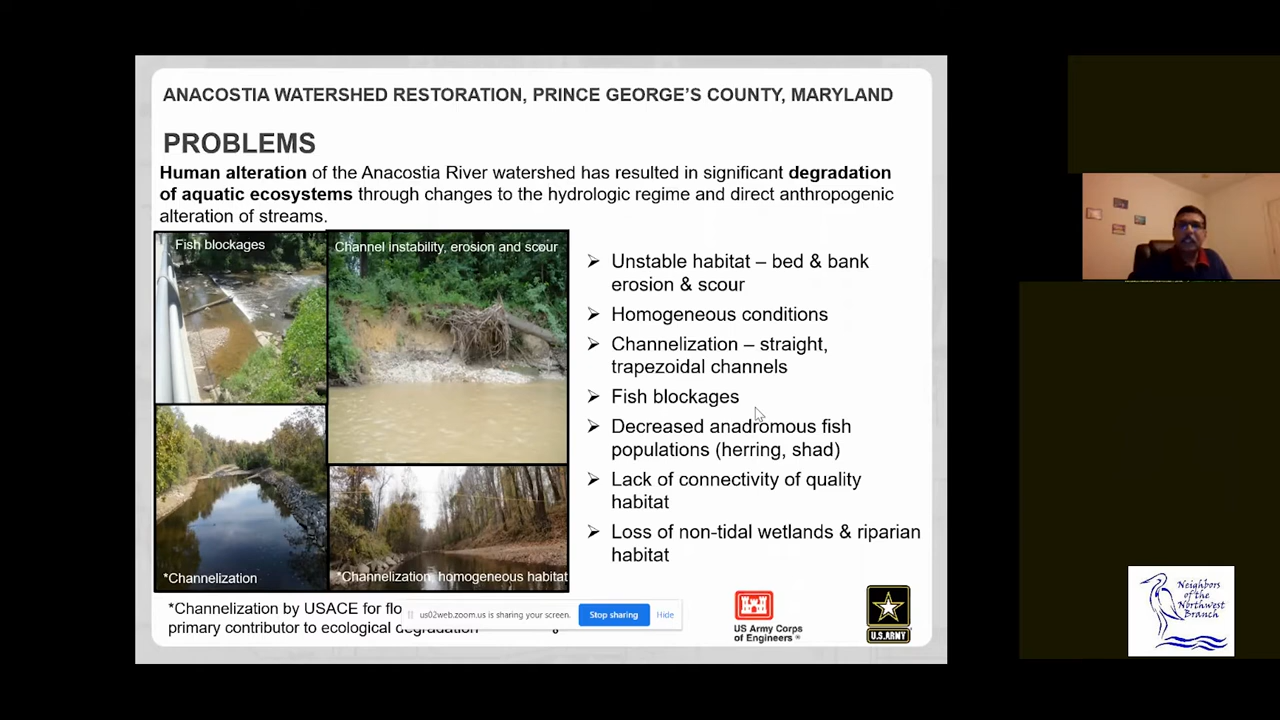 ANACOSTIA WATERSHED RESTORATION, PRINCE GEORGE'S COUNTY, MARYLAND
PROBLEMS
Human alteration of the Anacostia River watershed has resulted in significant degradation
of aquatic ecosystems through changes to the hydrologic regime and direct anthropogenic
alteration of streams.
Fish blockages
Channel instability, erosion and scour
*Channelization
*Channelization, homogeneous habitat
➢ Unstable habitat – bed & bank
erosion & scour
➢ Homogeneous conditions
➢ Channelization – straight,
trapezoidal channels
➢ Fish blockages
➢ Decreased anadromous fish
populations (herring, shad)
➢ Lack of connectivity of quality
habitat
➢ Loss of non-tidal wetlands & riparian
habitat
*Channelization by USACE for flo
primary contributor to ecological degradation
us02web.zoom.us is sharing your screen.
Stop sharing
Hide
US Army Corps
of Engineers ®
U.S.ARMY
Neighbors
of the
Northwest
Branch